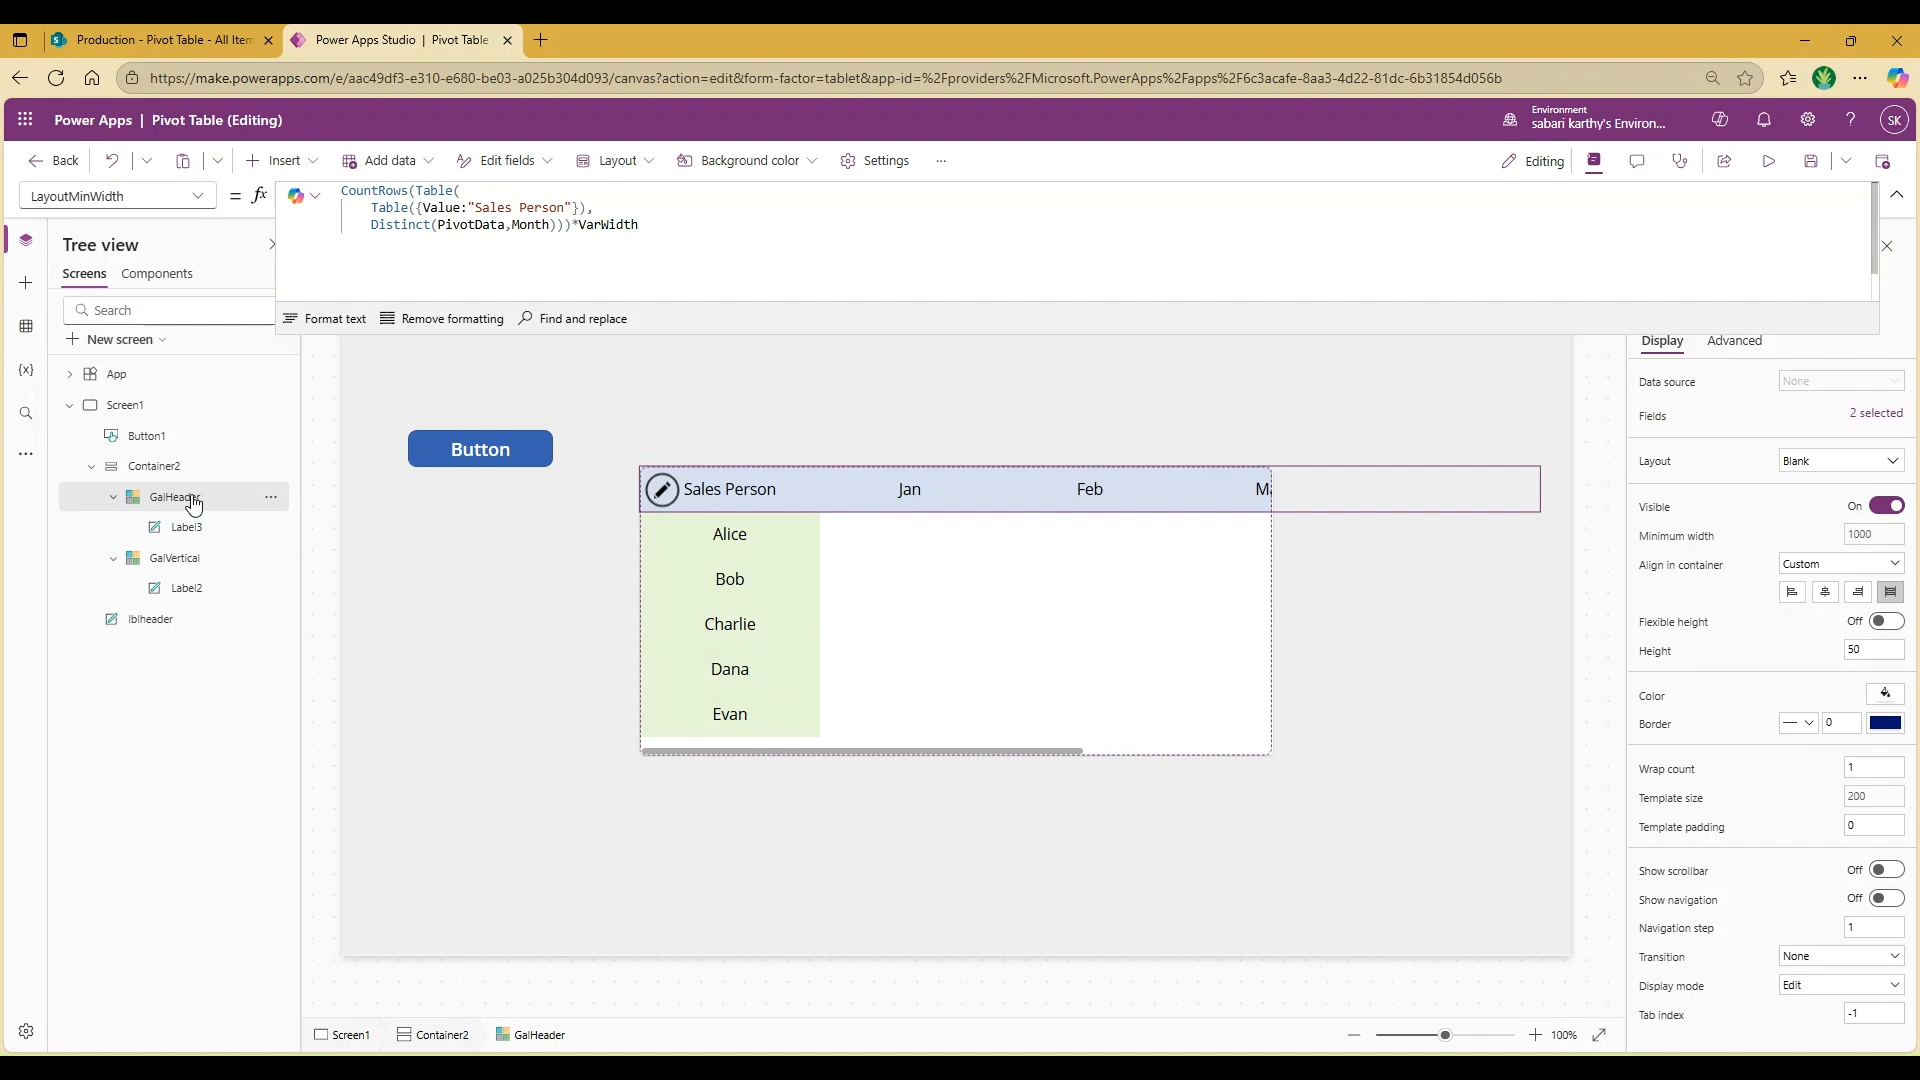 Production - Pivot Table - All Item
Power Apps Studio | Pivot Table
https://make.powerapps.com/e/aac49df3-e310-e680-be03-a025b304d093/canvas?action=edit&form-factor=tablet&app-id=%2Fproviders%2FMicrosoft.PowerApps%2Fapps%2F6c3acafe-8aa3-4d22-81dc-6b31854d056b
Power Apps | Pivot Table (Editing)
Environment
sabari karthy's Environ...
SK
Back
Insert
Add data
Edit fields
Layout
Background color
Settings
...
Editing
LayoutMinWidth
= fx
CountRows(Table(
Table({Value:"Sales Person"}),
Distinct(PivotData,Month)))*VarWidth
Format text
Remove formatting
Find and replace
Tree view
Screens
Components
Search
New screen
App
Screen1
Button1
Container2
GalHeader
Label3
GalVertical
Label2
lblheader
Button
Sales Person
Jan
Feb
M
Alice
Bob
Charlie
Dana
Evan
Display
Advanced
Data source
None
Fields
2 selected
Layout
Blank
Visible
On
Minimum width
1000
Align in container
Custom
Flexible height
Off
Height
50
Color
Border
0
Wrap count
1
Template size
200
Template padding
0
Show scrollbar
Off
Show navigation
Off
Navigation step
1
Transition
None
Display mode
Edit
Tab index
-1
Screen1
Container2
GalHeader
100%